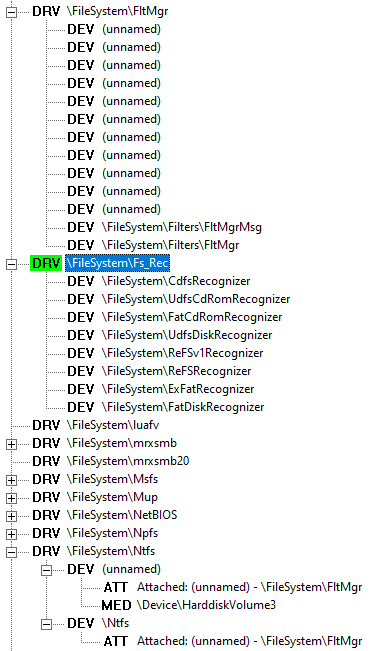 DRV \FileSystem\FltMgr
DEV (unnamed)
DEV (unnamed)
DEV (unnamed)
DEV (unnamed)
DEV (unnamed)
DEV (unnamed)
DEV (unnamed)
DEV (unnamed)
DEV (unnamed)
DEV (unnamed)
DEV (unnamed)
DEV \FileSystem\Filters\FltMgrMsg
DEV \FileSystem\Filters\FltMgr
DRV \FileSystem\Fs_Rec
DEV \FileSystem\CdfsRecognizer
DEV \FileSystem\UdfsCdRomRecognizer
DEV \FileSystem\FatCdRomRecognizer
DEV \FileSystem\UdfsDiskRecognizer
DEV \FileSystem\ReFSv1Recognizer
DEV \FileSystem\ReFSRecognizer
DEV \FileSystem\ExFatRecognizer
DEV \FileSystem\FatDiskRecognizer
DRV \FileSystem\luafv
DRV \FileSystem\mrxsmb
DRV \FileSystem\mrxsmb20
DRV \FileSystem\Msfs
DRV \FileSystem\Mup
DRV \FileSystem\NetBIOS
DRV \FileSystem\Npfs
DRV \FileSystem\Ntfs
DEV (unnamed)
ATT Attached: (unnamed) - \FileSystem\FltMgr
MED \Device\HarddiskVolume3
DEV \Ntfs
ATT Attached: (unnamed) - \FileSystem\FltMgr